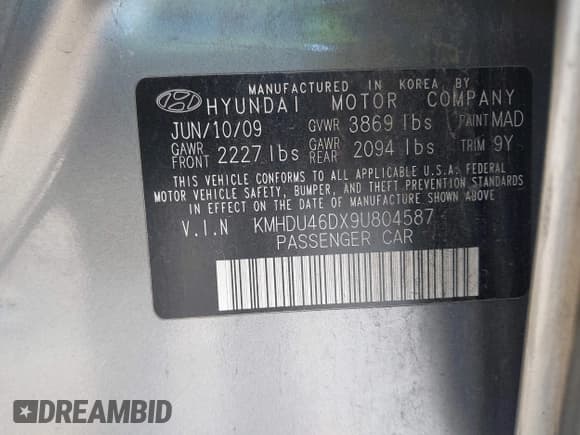 MANUFACTURED IN KOREA BY
HYUNDAI MOTOR COMPANY
JUN/10/09 GVWR 3869 lbs PAINT MAD
GAWR FRONT 2227 lbs GAWR REAR 2094 lbs TRIM 9Y
THIS VEHICLE CONFORMS TO ALL APPLICABLE U.S.A. FEDERAL
MOTOR VEHICLE SAFETY, BUMPER, AND THEFT PREVENTION STANDARDS
IN EFFECT ON THE DATE OF MANUFACTURE SHOWN ABOVE.
V.I.N KMHDU46DX9U804587
PASSENGER CAR
DREAMBID